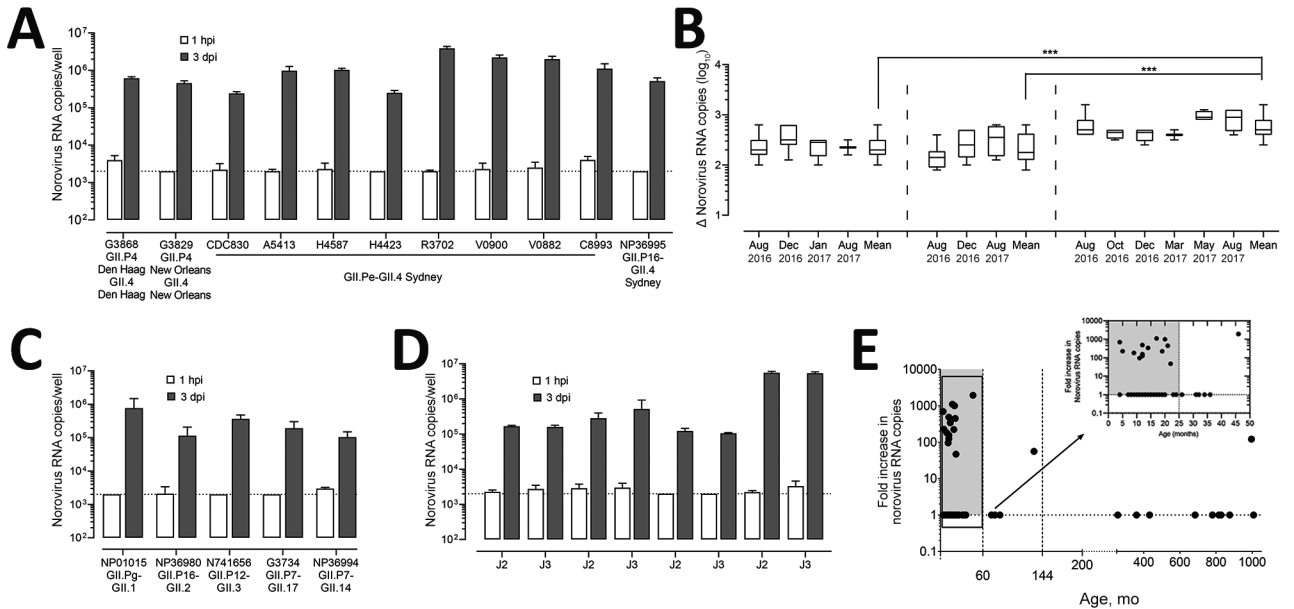 A
Norovirus RNA copies/well
10⁷
10⁶
10⁵
10⁴
10³
10²
1 hpi
3 dpi
G3868
GII.P4
Den Haag
GII.4
Den Haag
G3829
GII.P4
New Orleans
GII.4
New Orleans
CDC830
A5413
H4587
H4423
R3702
V0900
V0882
C8993
GII.Pe-GII.4 Sydney
NP36995
GII.P16-
GII.4
Sydney
B
Δ Norovirus RNA copies (log₁₀)
4
3
2
1
***
***
Aug Dec Jan Aug Mean
2016 2016 2017 2017
Aug Dec Aug Mean
2016 2016 2017
Aug Oct Dec Mar May Aug Mean
2016 2016 2016 2017 2017 2017
C
Norovirus RNA copies/well
10⁷
10⁶
10⁵
10⁴
10³
10²
1 hpi
3 dpi
NP01015
GII.Pg-
GII.1
NP36980
GII.P16-
GII.2
N741656
GII.P12-
GII.3
G3734
GII.P7-
GII.17
NP36994
GII.P7-
GII.14
D
Norovirus RNA copies/well
10⁷
10⁶
10⁵
10⁴
10³
10²
1 hpi
3 dpi
J2 J3 J2 J3 J2 J3 J2 J3
E
Fold increase in
norovirus RNA copies
10000
1000
100
10
1
0.1
60 144 200 400 600 800 1000
Age, mo
Fold increase in
Norovirus RNA copies
10000
1000
100
10
1
0.1
0 5 10 15 20 25 30 35 40 45 50
Age (months)